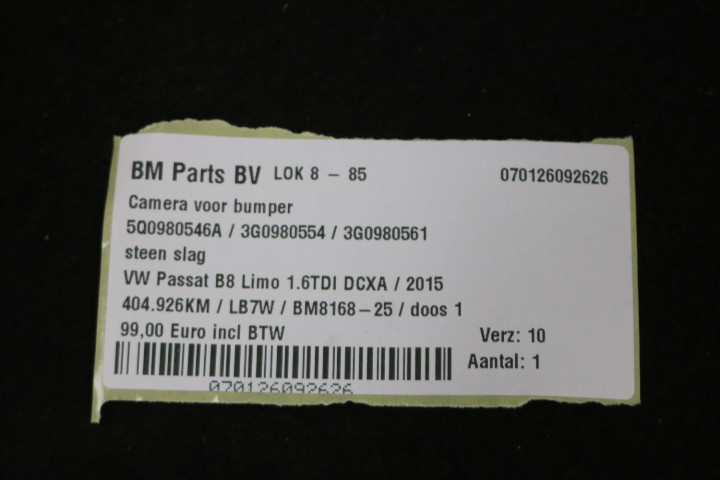 BM Parts BV LOK 8 – 85 070126092626
Camera voor bumper
5Q0980546A / 3G0980554 / 3G0980561
steen slag
VW Passat B8 Limo 1.6TDI DCXA / 2015
404.926KM / LB7W / BM8168–25 / doos 1
99,00 Euro incl BTW Verz: 10
Aantal: 1
070126092626